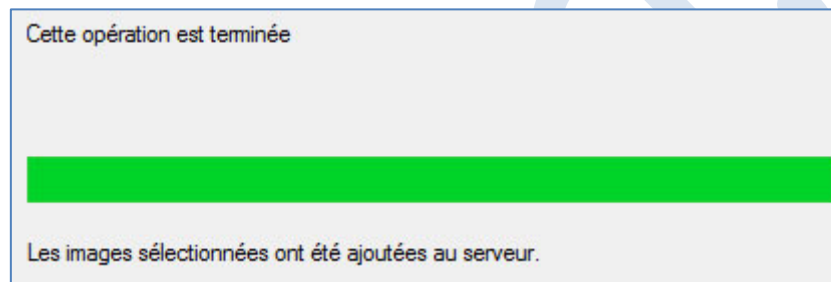 Cette opération est terminée
Les images sélectionnées ont été ajoutées au serveur.